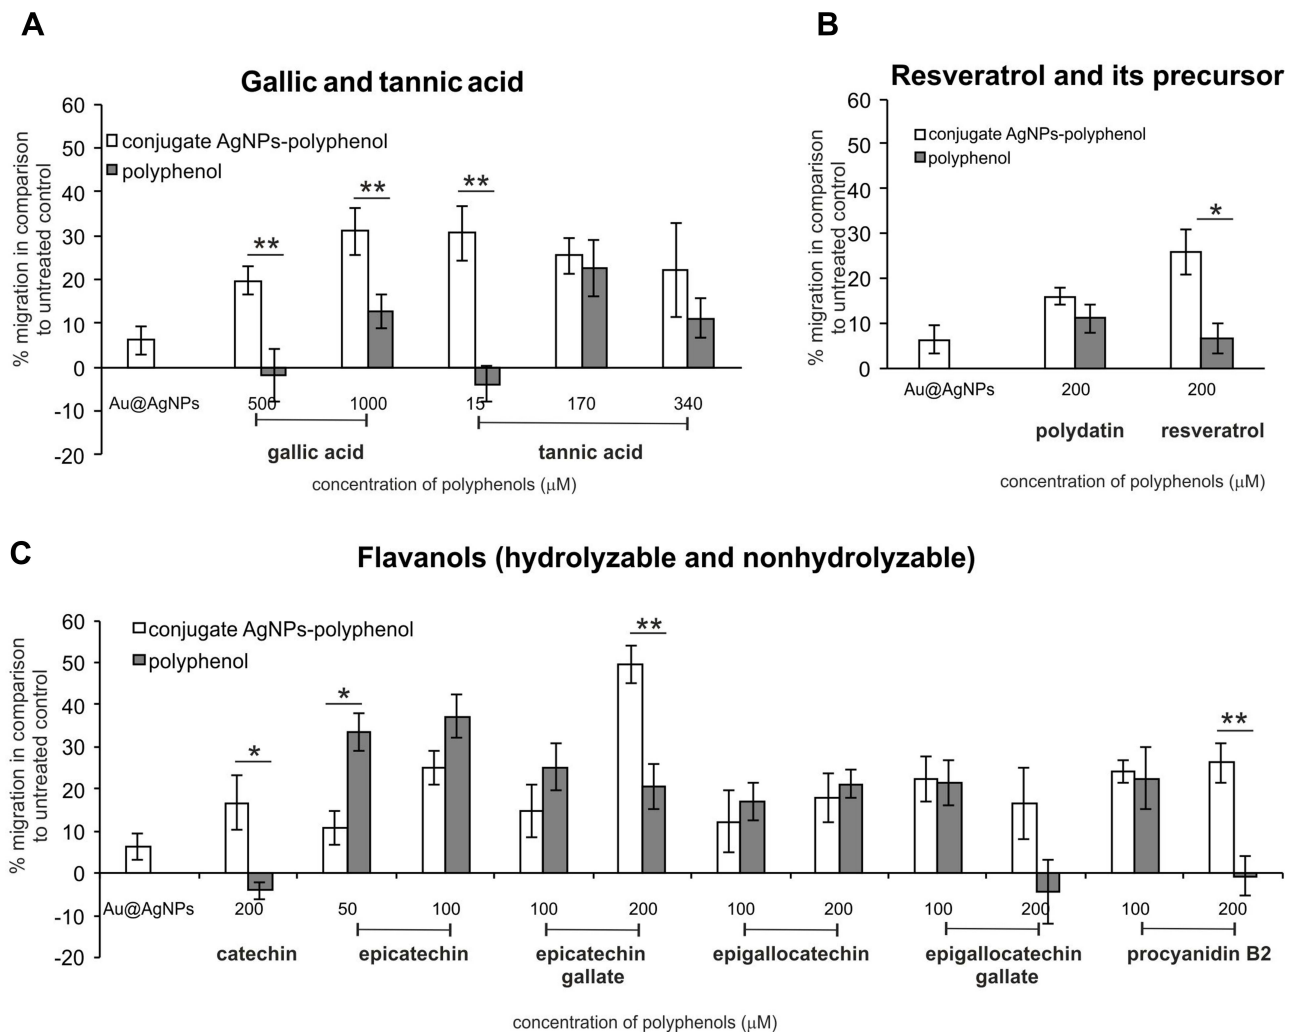 A
Gallic and tannic acid
% migration in comparison
to untreated control
60
50
40
30
20
10
0
-10
-20
conjugate AgNPs-polyphenol
polyphenol
**
**
**
Au@AgNPs
500
1000
15
170
340
gallic acid
tannic acid
concentration of polyphenols (μM)
B
Resveratrol and its precursor
% migration in comparison
to untreated control
60
50
40
30
20
10
0
conjugate AgNPs-polyphenol
polyphenol
*
Au@AgNPs
200
200
polydatin
resveratrol
concentration of polyphenols (μM)
C
Flavanols (hydrolyzable and nonhydrolyzable)
% migration in comparison
to untreated control
60
50
40
30
20
10
0
-10
-20
conjugate AgNPs-polyphenol
polyphenol
*
*
**
**
Au@AgNPs
200
50
100
100
200
100
200
100
200
100
200
catechin
epicatechin
epicatechin
gallate
epigallocatechin
epigallocatechin
gallate
procyanidin B2
concentration of polyphenols (μM)